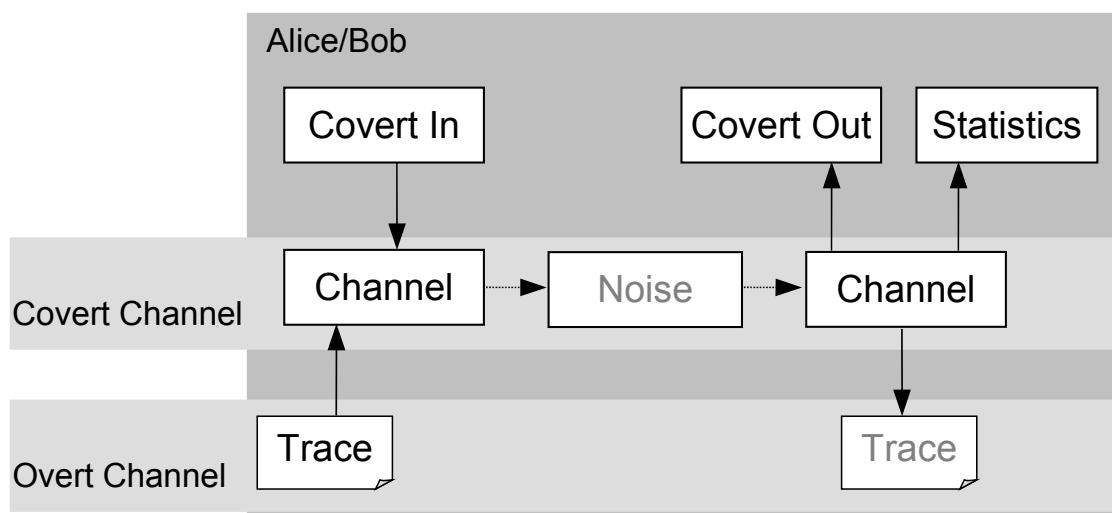 Alice/Bob
Covert In
Covert Out
Statistics
Covert Channel
Channel
Noise
Channel
Overt Channel
Trace
Trace